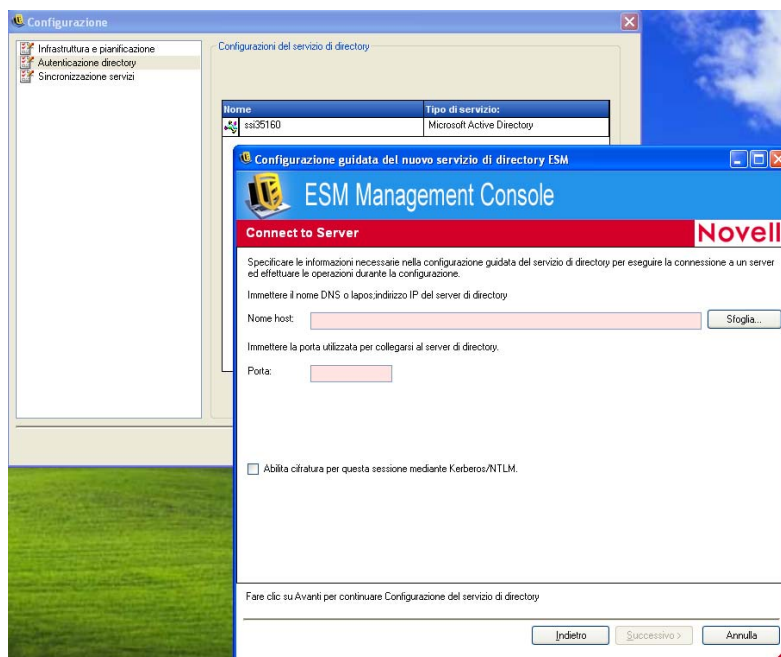 Configurazione
Infrastruttura e pianificazione
Autenticazione directory
Sincronizzazione servizi
Configurazioni del servizio di directory
Nome Tipo di servizio:
ssi35160 Microsoft Active Directory
Configurazione guidata del nuovo servizio di directory ESM
ESM Management Console
Connect to Server
Novell
Specificare le informazioni necessarie nella configurazione guidata del servizio di directory per eseguire la connessione a un server
ed effettuare le operazioni durante la configurazione.
Immettere il nome DNS o lapos;indirizzo IP del server di directory
Nome host:
Sfoglia...
Immettere la porta utilizzata per collegarsi al server di directory.
Porta:
Abilita cifratura per questa sessione mediante Kerberos/NTLM.
Fare clic su Avanti per continuare Configurazione del servizio di directory
Indietro Successivo > Annulla